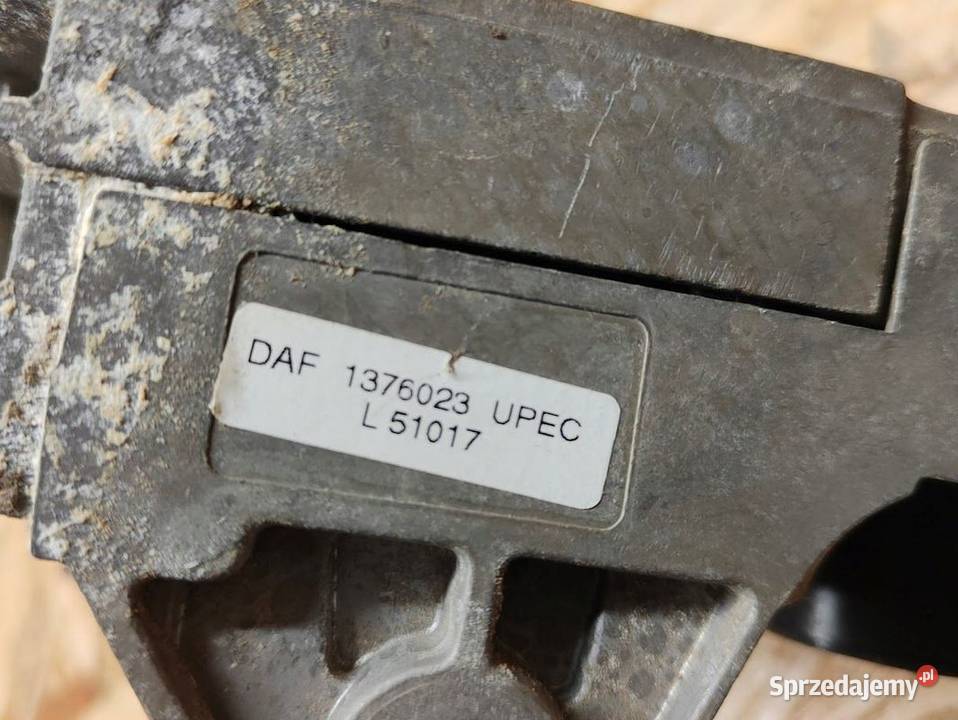 DAF 1376023 UPEC
L 51017
Sprzedajemy.pl